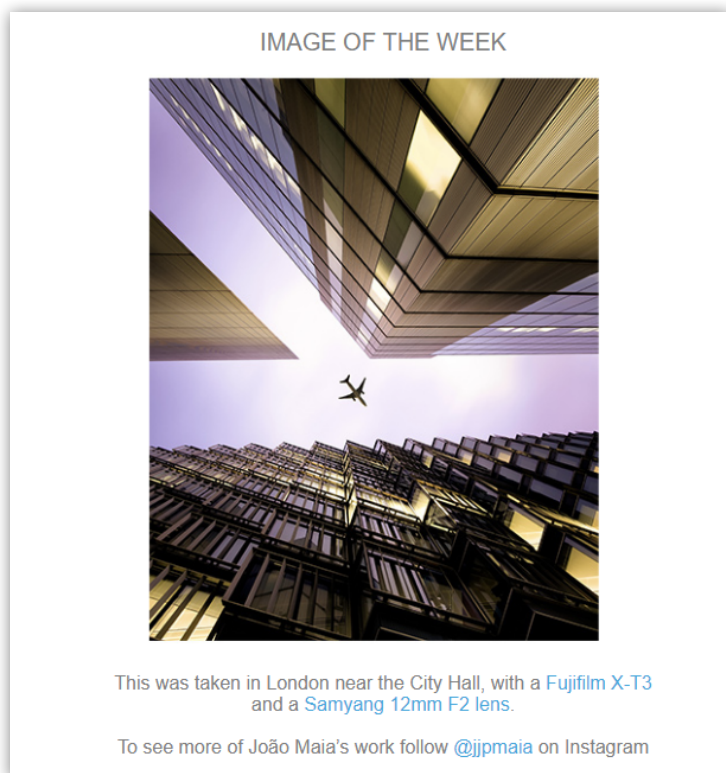 IMAGE OF THE WEEK
This was taken in London near the City Hall, with a Fujifilm X-T3
and a Samyang 12mm F2 lens.
To see more of João Maia's work follow @jjpmaia on Instagram